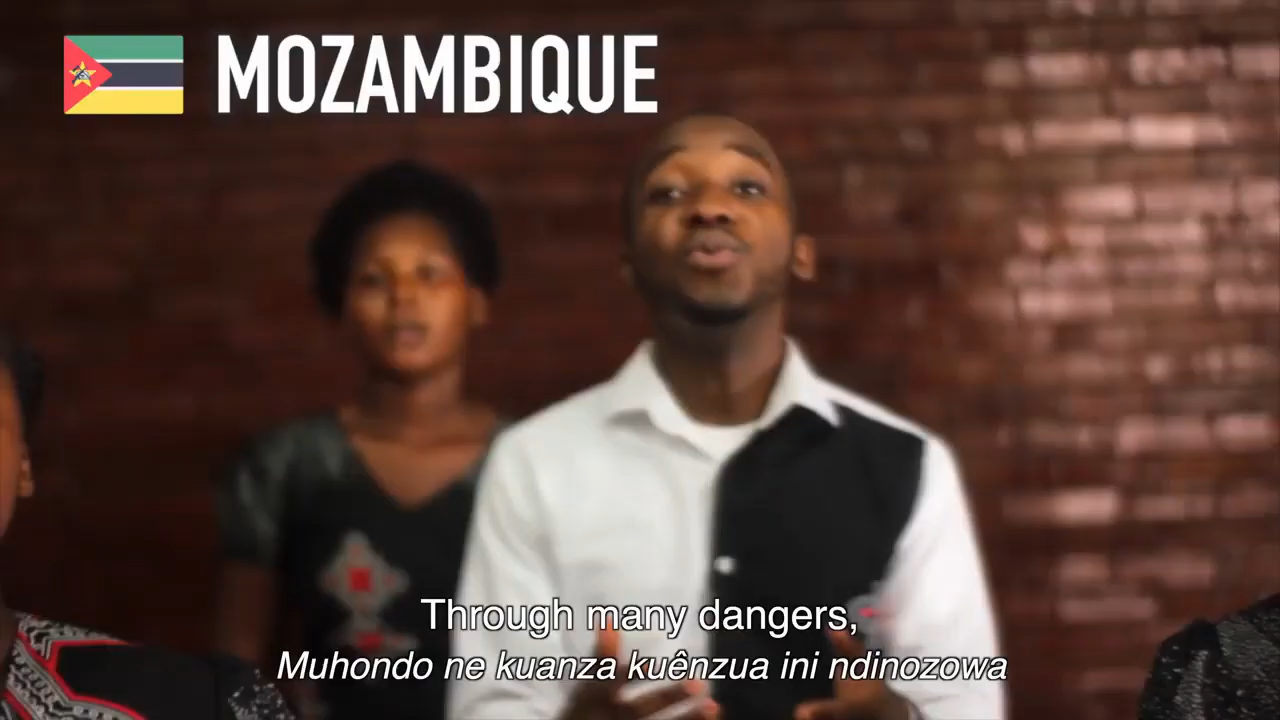 MOZAMBIQUE
Through many dangers,
Muhondo ne kuanza kuênzua ini ndinozowa